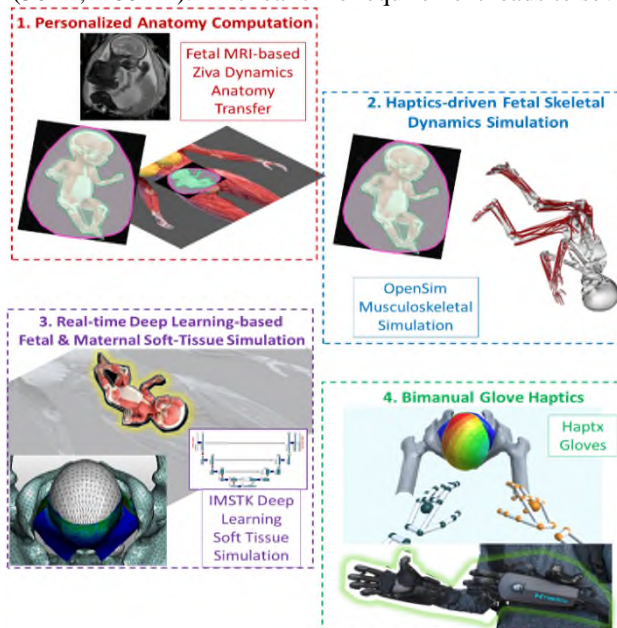 1. Personalized Anatomy Computation
Fetal MRI-based
Ziva Dynamics
Anatomy
Transfer
2. Haptics-driven Fetal Skeletal
Dynamics Simulation
OpenSim
Musculoskeletal
Simulation
3. Real-time Deep Learning-based
Fetal & Maternal Soft-Tissue Simulation
IMSTK Deep
Learning
Soft Tissue
Simulation
4. Bimanual Glove Haptics
Haptx
Gloves